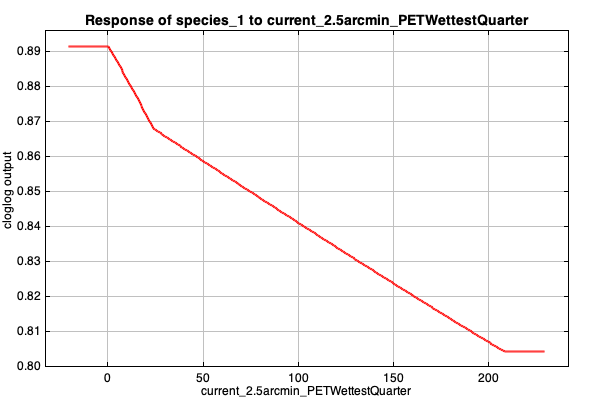 Response of species_1 to current_2.5arcmin_PETWettestQuarter
0.89
0.88
0.87
0.86
0.85
0.84
0.83
0.82
0.81
0.80
cloglog output
0 50 100 150 200
current_2.5arcmin_PETWettestQuarter